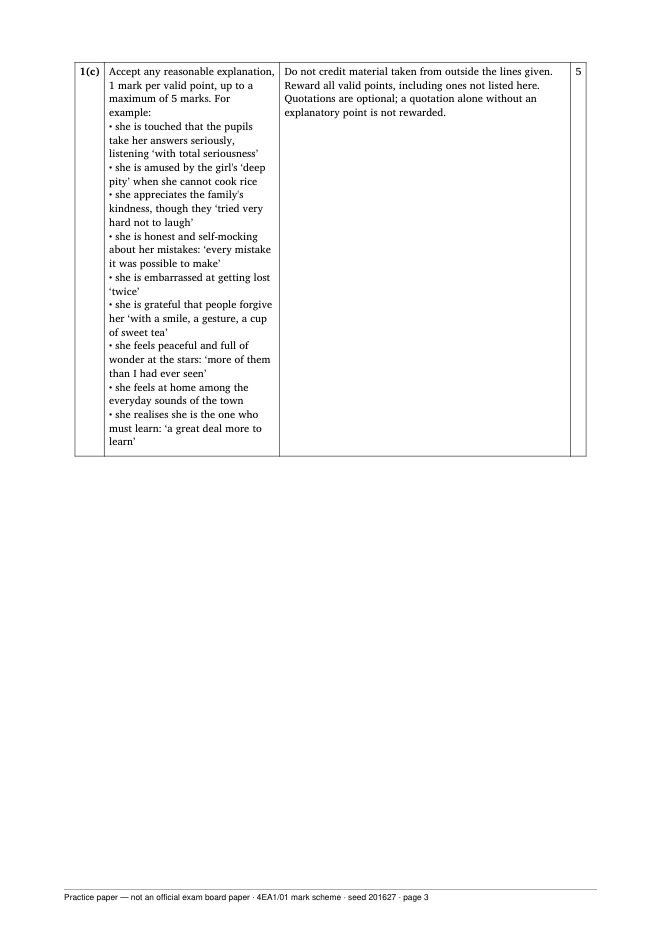 1(c)
Accept any reasonable explanation,
1 mark per valid point, up to a
maximum of 5 marks. For
example:
• she is touched that the pupils
take her answers seriously,
listening ‘with total seriousness’
• she is amused by the girl's ‘deep
pity’ when she cannot cook rice
• she appreciates the family's
kindness, though they ‘tried very
hard not to laugh’
• she is honest and self-mocking
about her mistakes: ‘every mistake
it was possible to make’
• she is embarrassed at getting lost
‘twice’
• she is grateful that people forgive
her ‘with a smile, a gesture, a cup
of sweet tea’
• she feels peaceful and full of
wonder at the stars: ‘more of them
than I had ever seen’
• she feels at home among the
everyday sounds of the town
• she realises she is the one who
must learn: ‘a great deal more to
learn’
Do not credit material taken from outside the lines given.
Reward all valid points, including ones not listed here.
Quotations are optional; a quotation alone without an
explanatory point is not rewarded.
5
Practice paper — not an official exam board paper · 4EA1/01 mark scheme · seed 201627 · page 3